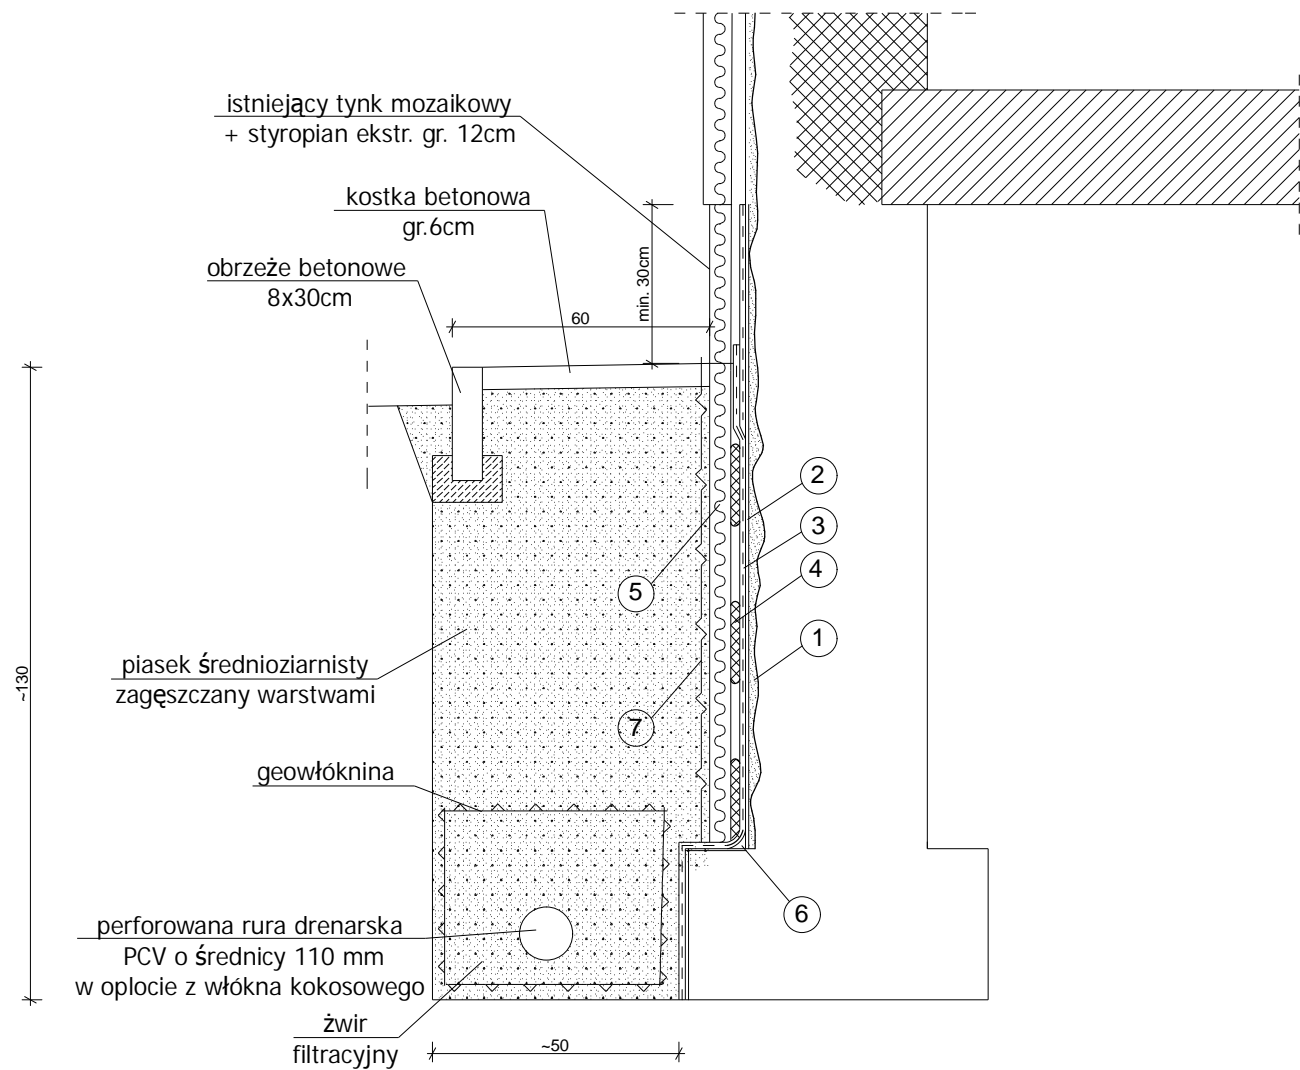 istniejący tynk mozaikowy
+ styropian ekstr. gr. 12cm
kostka betonowa
gr.6cm
obrzeże betonowe
8x30cm
min. 30cm
60
2
3
4
5
1
piasek średnioziarnisty
zagęszczany warstwami
~130
7
geowłóknina
6
perforowana rura drenarska
PCV o średnicy 110 mm
w oplocie z włókna kokosowego
żwir
filtracyjny
~50